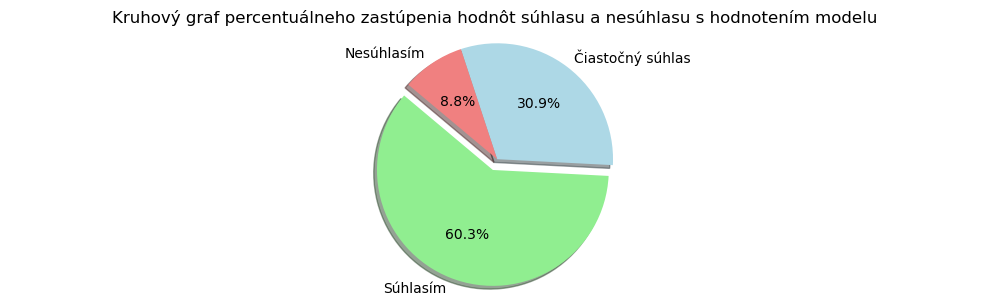 Kruhový graf percentuálneho zastúpenia hodnôt súhlasu a nesúhlasu s hodnotením modelu
Nesúhlasím
Čiastočný súhlas
8.8%
30.9%
60.3%
Súhlasím